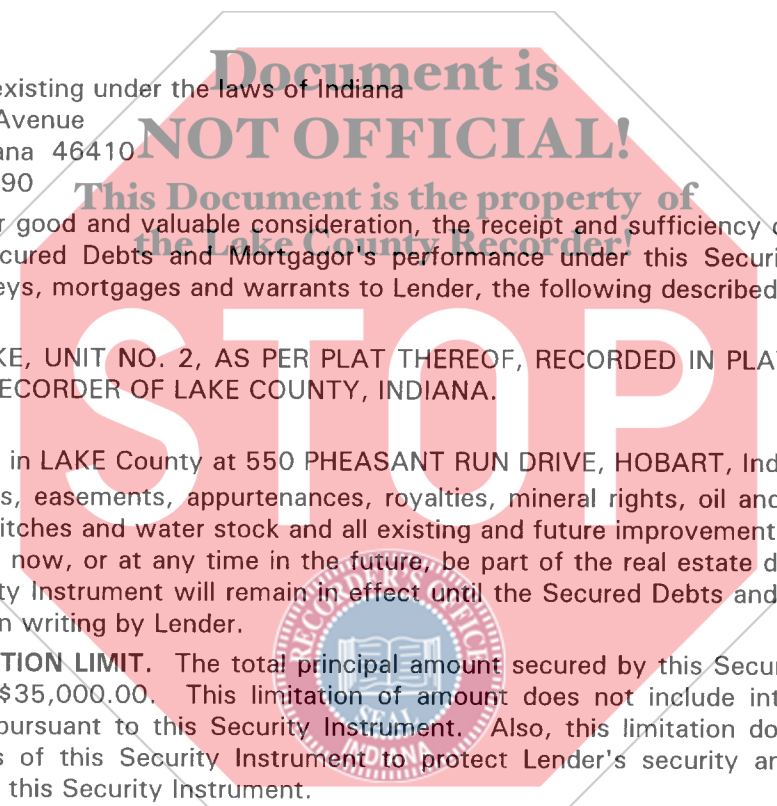 Document is
existing under the laws of Indiana
Avenue
NOT OFFICIAL!
ana 46410
90
This Document is the property of
r good and valuable consideration, the receipt and sufficiency
the Lake County Recorder!
cured Debts and Mortgagor's performance under this Securi
eys, mortgages and warrants to Lender, the following described
STOP
KE, UNIT NO. 2, AS PER PLAT THEREOF, RECORDED IN PLA
ECORDER OF LAKE COUNTY, INDIANA.
in LAKE County at 550 PHEASANT RUN DRIVE, HOBART, Ind
s, easements, appurtenances, royalties, mineral rights, oil and
itches and water stock and all existing and future improvement
now, or at any time in the future, be part of the real estate d
ty Instrument will remain in effect until the Secured Debts and
n writing by Lender.
RECORDER'S OFFICE
SEAL
INDIANA
TION LIMIT. The total principal amount secured by this Secur
$35,000.00. This limitation of amount does not include int
pursuant to this Security Instrument. Also, this limitation do
s of this Security Instrument to protect Lender's security an
this Security Instrument.